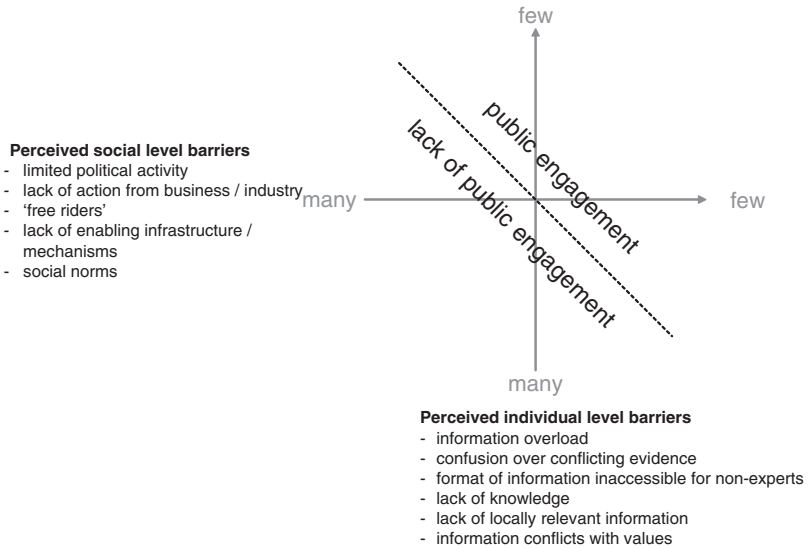 few
public engagement
lack of public engagement
Perceived social level barriers
- limited political activity
- lack of action from business / industry
- 'free riders'
- lack of enabling infrastructure /
mechanisms
- social norms
many
few
many
Perceived individual level barriers
- information overload
- confusion over conflicting evidence
- format of information inaccessible for non-experts
- lack of knowledge
- lack of locally relevant information
- information conflicts with values